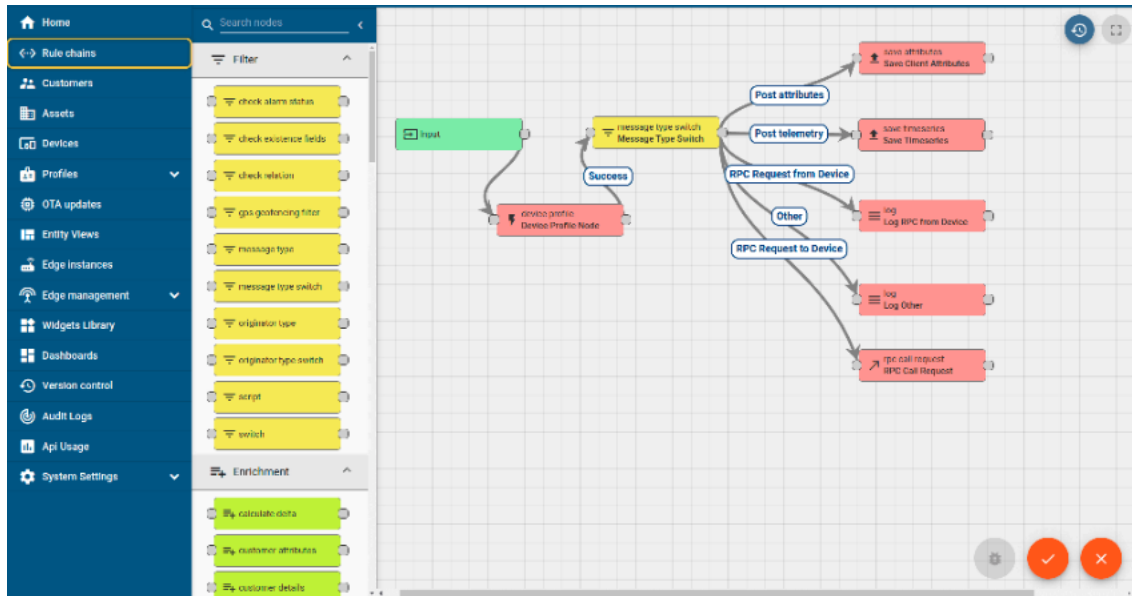 Home
Rule chains
Customers
Assets
Devices
Profiles
OTA updates
Entity Views
Edge instances
Edge management
Widgets Library
Dashboards
Version control
Audit Logs
Api Usage
System Settings
Search nodes
Filter
check alarm status
check existence fields
check relation
gps geofencing filter
message type
message type switch
originator type
originator type switch
script
switch
Enrichment
calculate delta
customer attributes
customer details
input
device profile
Device Profile Node
Success
message type switch
Message Type Switch
Post attributes
Post telemetry
RPC Request from Device
Other
RPC Request to Device
save attributes
Save Client Attributes
save timeseries
Save Timeseries
log
Log RPC from Device
log
Log Other
rpc call request
RPC Call Request